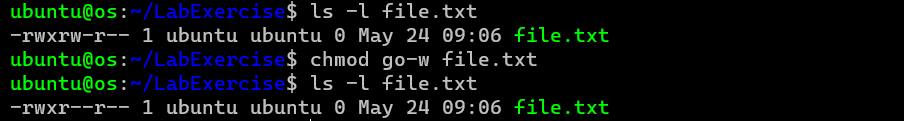 ubuntu@os:~/LabExercise$ ls -l file.txt
-rwxrw-r-- 1 ubuntu ubuntu 0 May 24 09:06 file.txt
ubuntu@os:~/LabExercise$ chmod go-w file.txt
ubuntu@os:~/LabExercise$ ls -l file.txt
-rwxr--r-- 1 ubuntu ubuntu 0 May 24 09:06 file.txt